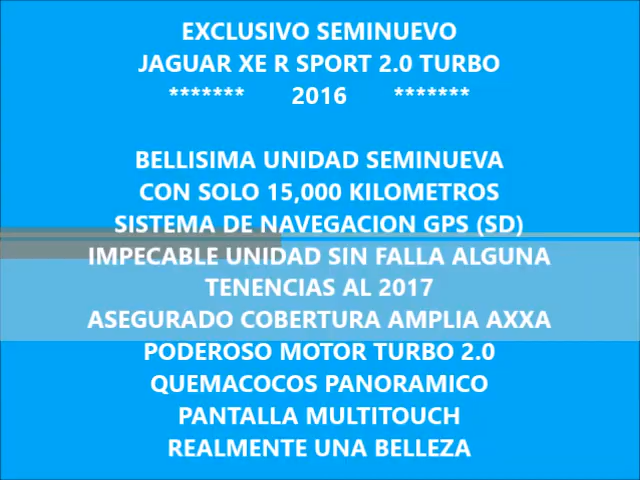 EXCLUSIVO SEMINUEVO
JAGUAR XE R SPORT 2.0 TURBO
******* 2016 *******
BELLISIMA UNIDAD SEMINUEVA
CON SOLO 15,000 KILOMETROS
SISTEMA DE NAVEGACION GPS (SD)
IMPECABLE UNIDAD SIN FALLA ALGUNA
TENENCIAS AL 2017
ASEGURADO COBERTURA AMPLIA AXXA
PODEROSO MOTOR TURBO 2.0
QUEMACOCOS PANORAMICO
PANTALLA MULTITOUCH
REALMENTE UNA BELLEZA